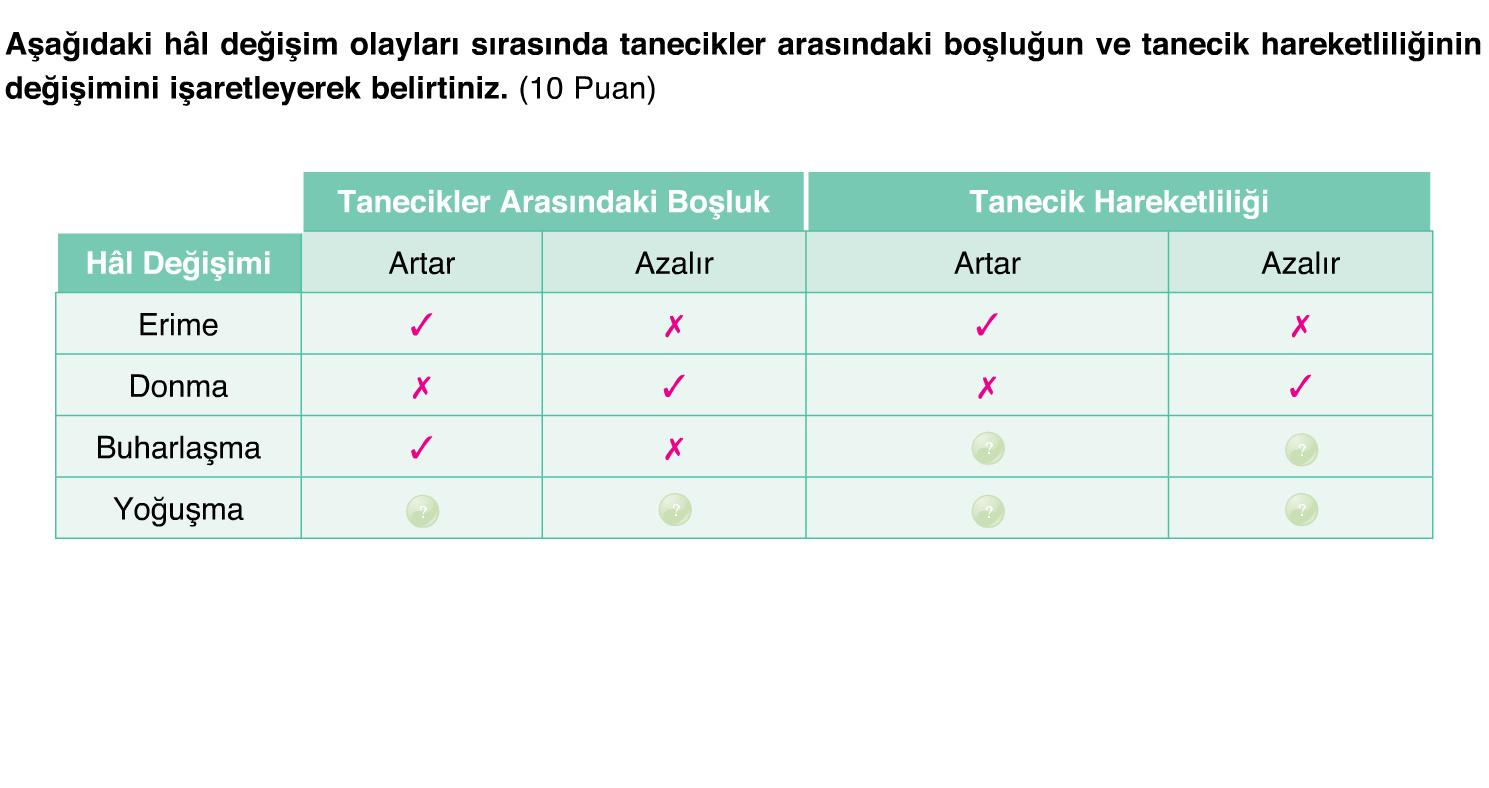 Aşağıdaki hâl değişim olayları sırasında tanecikler arasındaki boşluğun ve tanecik hareketliliğinin
değişimini işaretleyerek belirtiniz. (10 Puan)
Tanecikler Arasındaki Boşluk Tanecik Hareketliliği
Hâl Değişimi Artar Azalır Artar Azalır
Erime ✓ ✗ ✓ ✗
Donma ✗ ✓ ✗ ✓
Buharlaşma ✓ ✗ ? ?
Yoğuşma ? ? ? ?